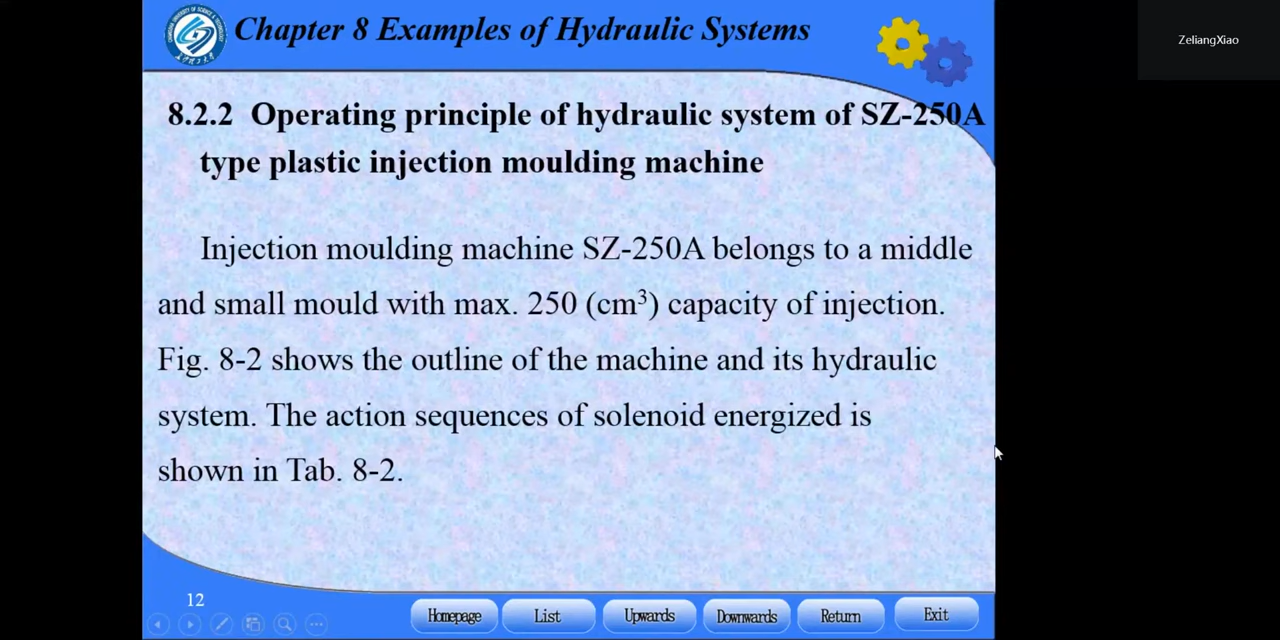 Chapter 8 Examples of Hydraulic Systems
ZeliangXiao
8.2.2 Operating principle of hydraulic system of SZ-250A
type plastic injection moulding machine
Injection moulding machine SZ-250A belongs to a middle
and small mould with max. 250 (cm³) capacity of injection.
Fig. 8-2 shows the outline of the machine and its hydraulic
system. The action sequences of solenoid energized is
shown in Tab. 8-2.
12
Homepage
List
Upwards
Downwards
Return
Exit